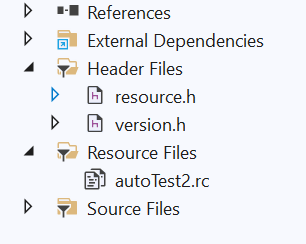 References
External Dependencies
Header Files
resource.h
version.h
Resource Files
autoTest2.rc
Source Files